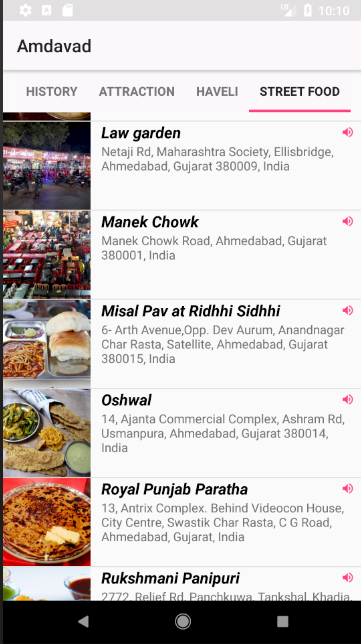 10:10
Amdavad
HISTORY ATTRACTION HAVELI STREET FOOD
Law garden
Netaji Rd, Maharashtra Society, Ellisbridge,
Ahmedabad, Gujarat 380009, India
Manek Chowk
Manek Chowk Road, Ahmedabad, Gujarat
380001, India
Misal Pav at Ridhhi Sidhhi
6- Arth Avenue,Opp. Dev Aurum, Anandnagar
Char Rasta, Satellite, Ahmedabad, Gujarat
380015, India
Oshwal
14, Ajanta Commercial Complex, Ashram Rd,
Usmanpura, Ahmedabad, Gujarat 380014,
India
Royal Punjab Paratha
13, Antrix Complex. Behind Videocon House,
City Centre, Swastik Char Rasta, C G Road,
Ahmedabad, Gujarat, India
Rukshmani Panipuri
2772, Relief Rd, Panchkuwa, Tankshal, Khadia,